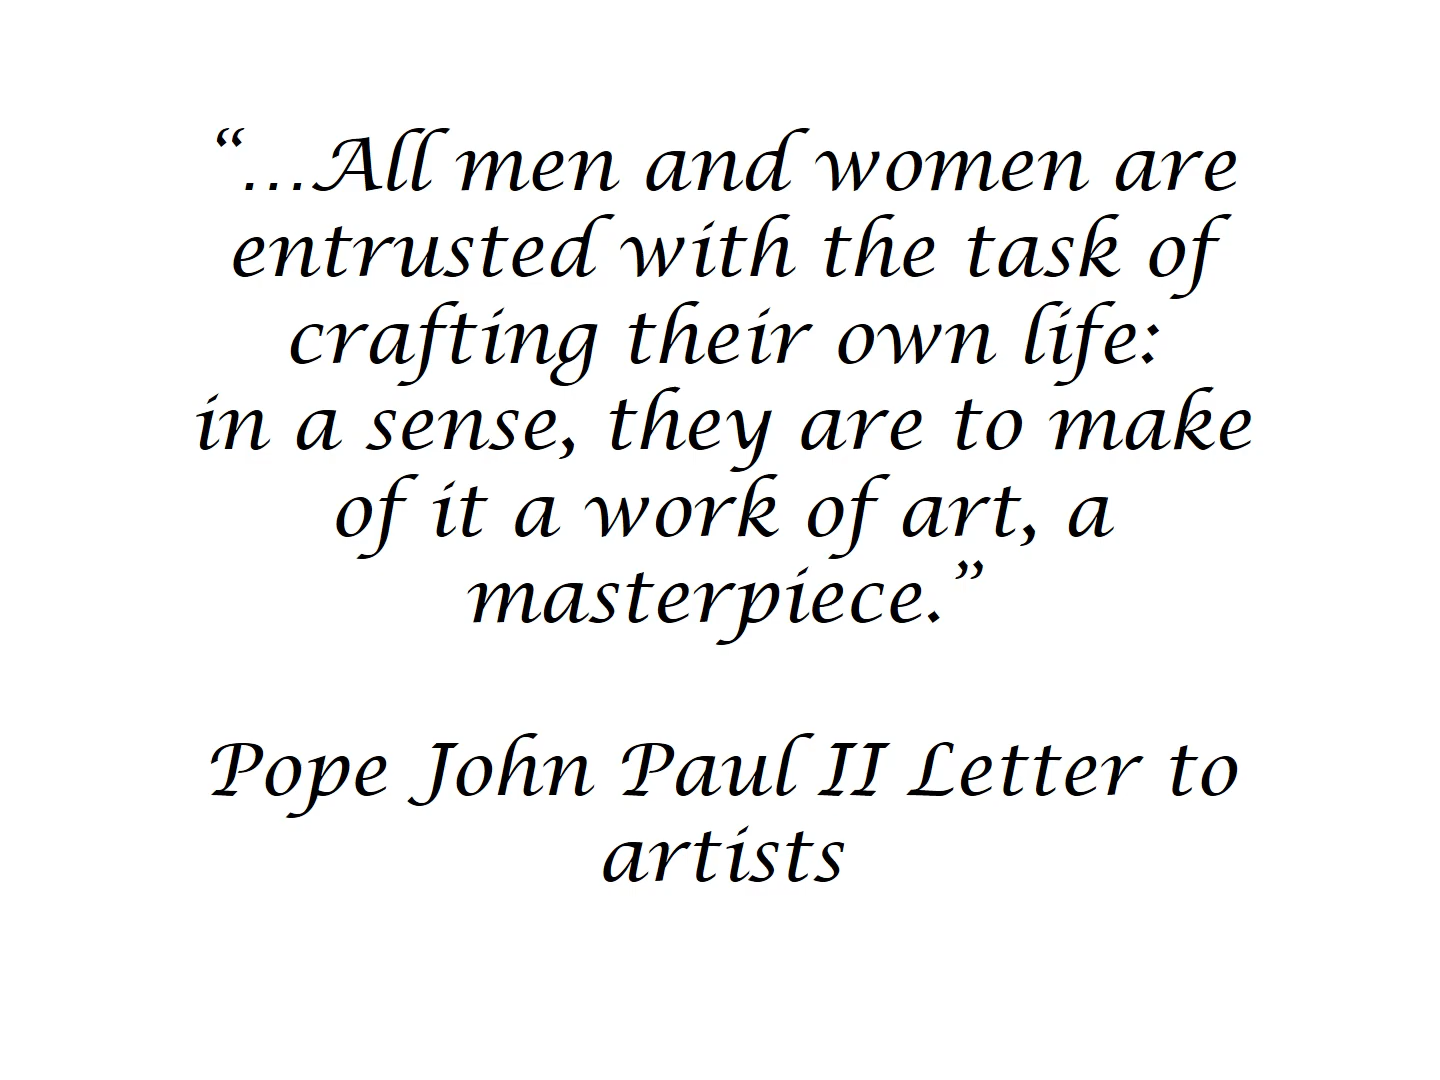 “…All men and women are
entrusted with the task of
crafting their own life:
in a sense, they are to make
of it a work of art, a
masterpiece.”
Pope John Paul II Letter to
artists